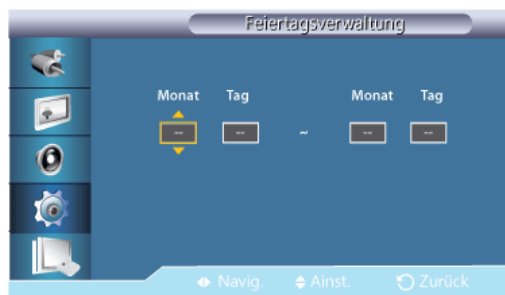 Feiertagsverwaltung
Monat Tag Monat Tag
-- -- ~ -- --
Navig. Ainst. Zurück